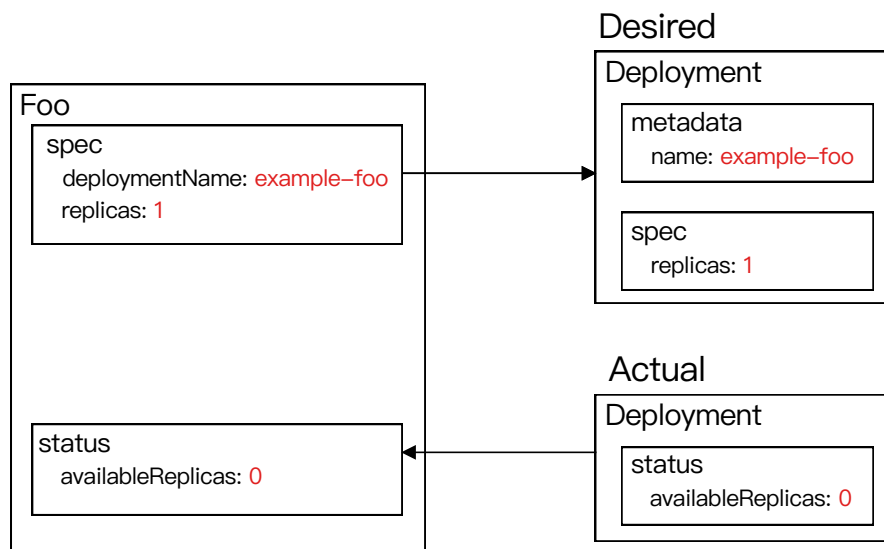 Foo
spec
deploymentName: example-foo
replicas: 1
status
availableReplicas: 0
Desired
Deployment
metadata
name: example-foo
spec
replicas: 1
Actual
Deployment
status
availableReplicas: 0